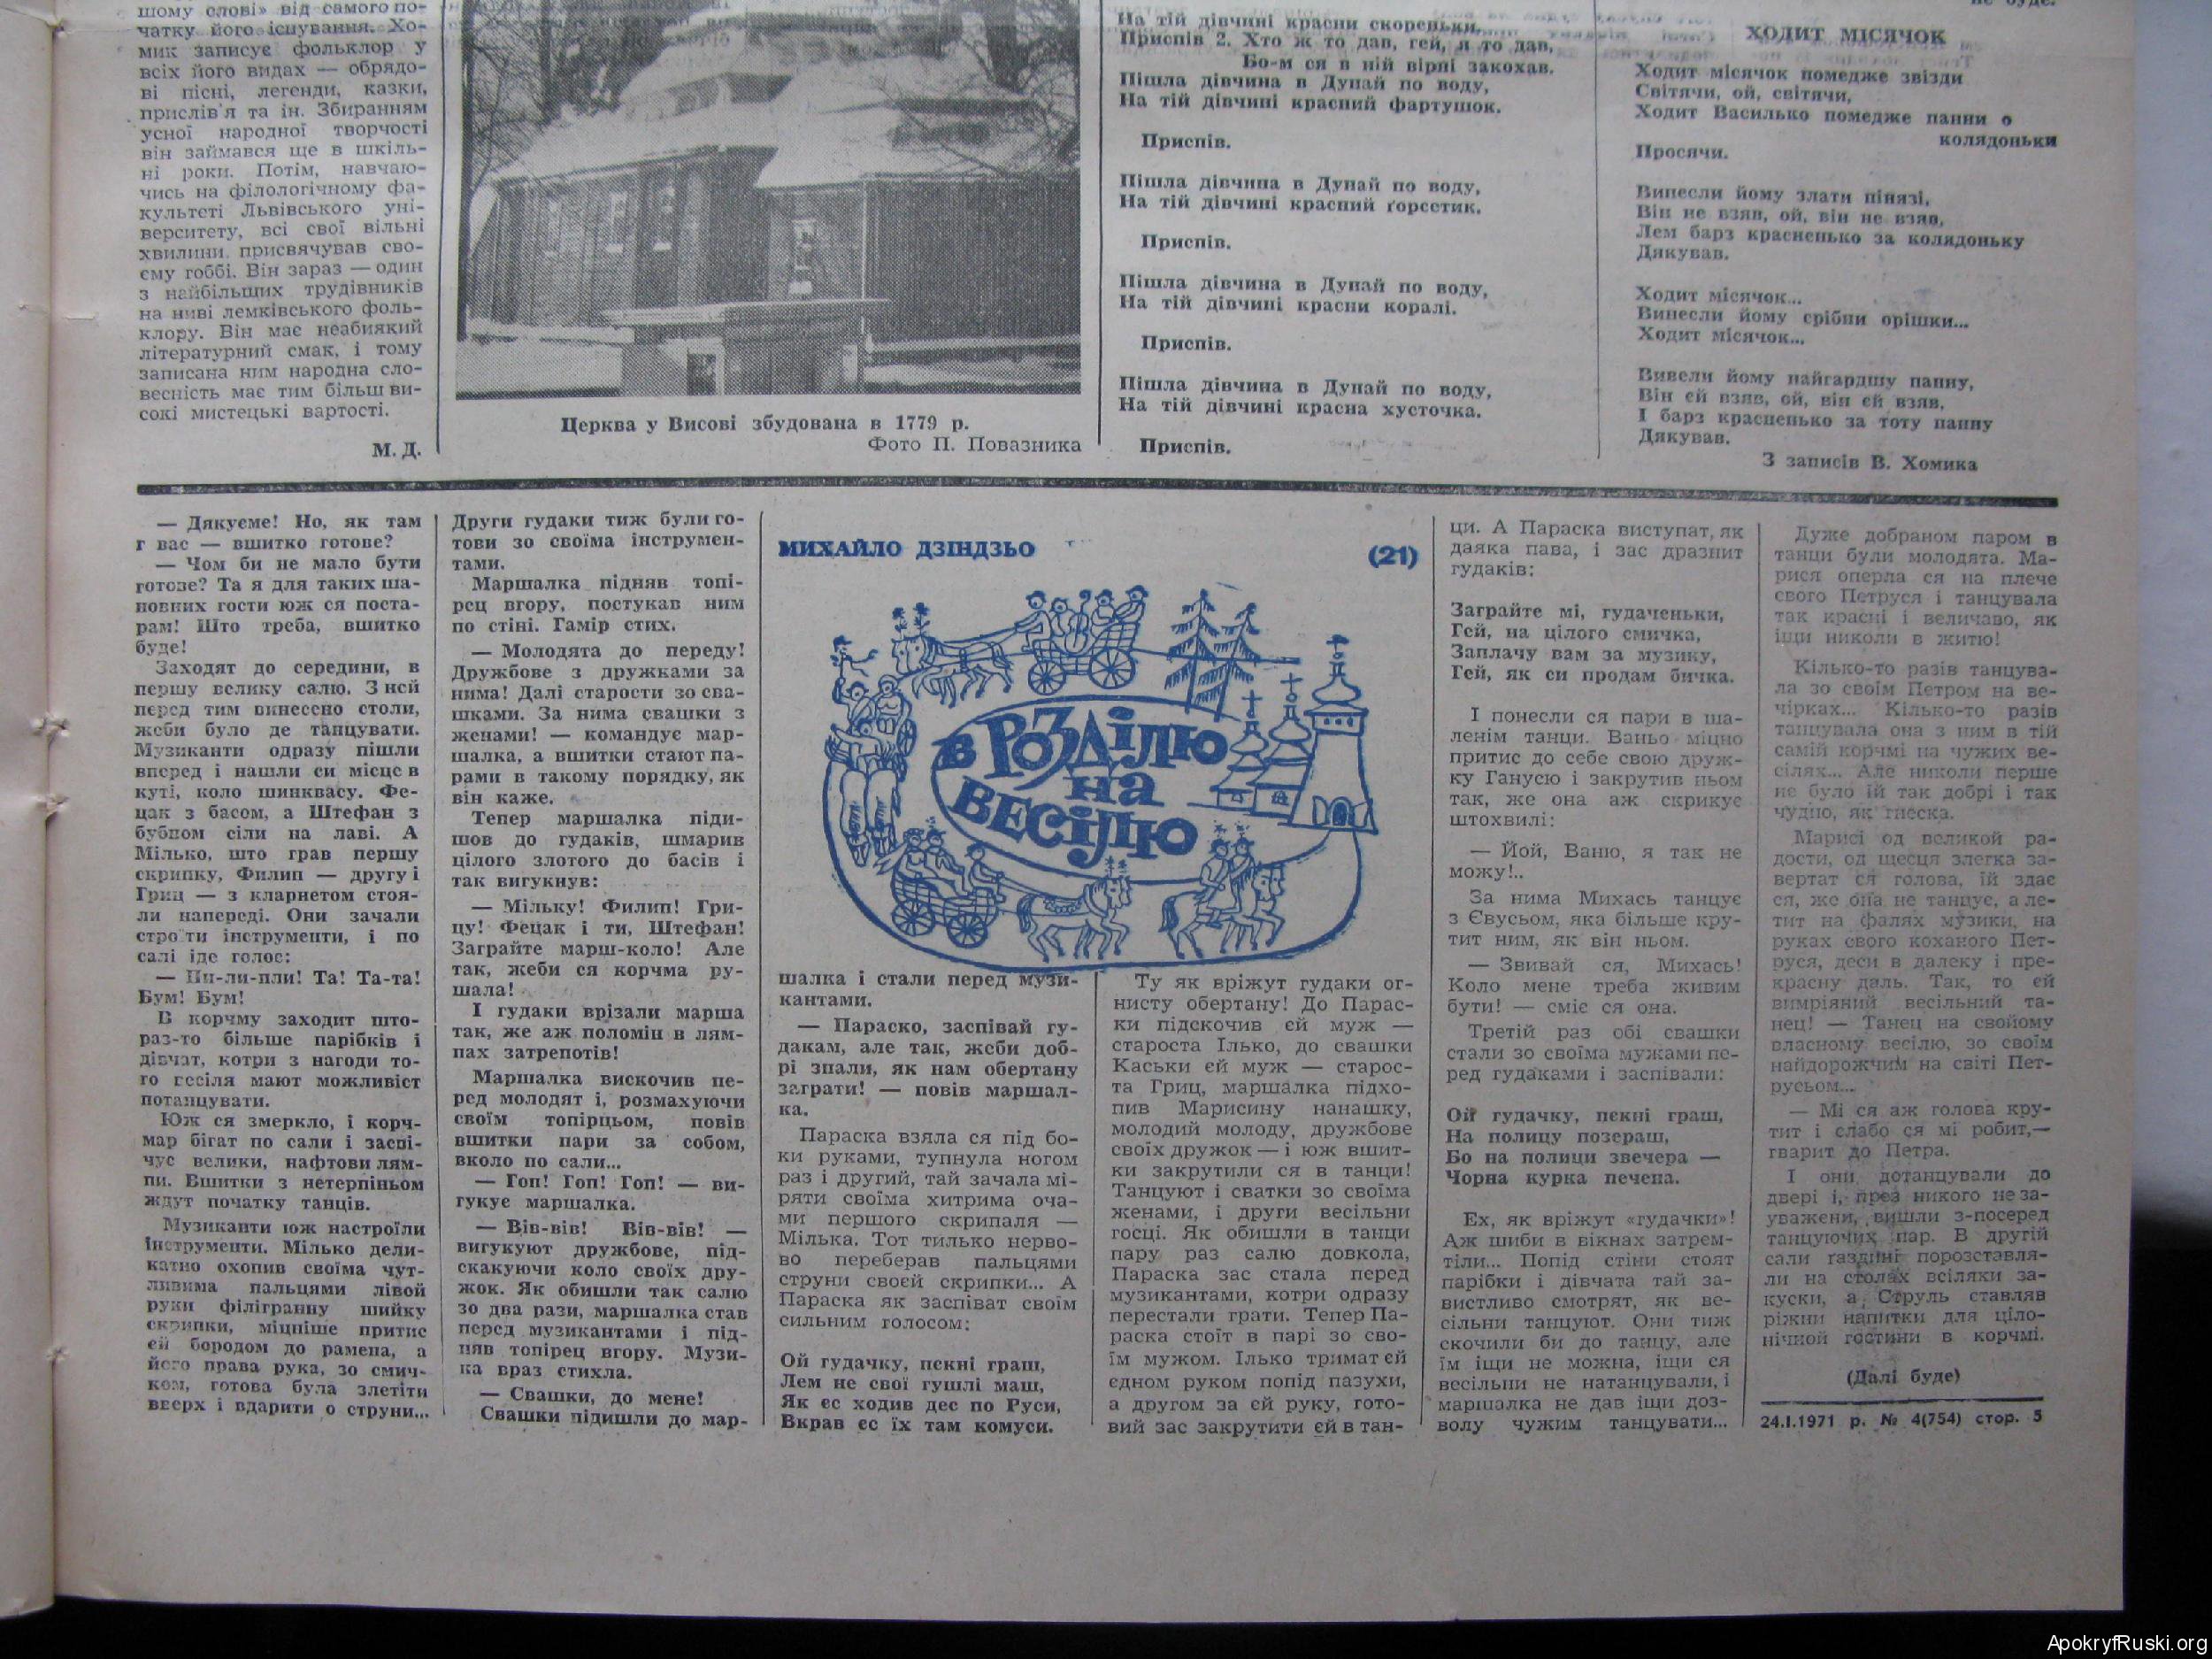 шому слові» від самого по-
чатку його існування. Хо-
мик записує фольклор у
всіх його видах — обрядо-
ві пісні, легенди, казки,
прислів'я та ін. Збиранням
усної народної творчості
він займався ще в шкіль-
ні роки. Потім, навчаю-
чись на філологічному фа-
культеті Львівського уні-
верситету, всі свої вільні
хвилини присвячував сво-
єму гоббі. Він зараз — один
з найбільших трудівників
на ниві лемківського фоль-
клору. Він має неабиякий
літературний смак, і тому
записана ним народна сло-
весність має тим більш ви-
сокі мистецькі вартості.
М. Д.
Церква у Висові збудована в 1779 р.
Фото П. Повазника
На тій дівчині красни скореньки.
Приспів 2. Хто ж то дав, гей, я то дав,
Бо-м ся в ній вірні закохав.
Пішла дівчина в Дунай по воду,
На тій дівчині красний фартушок.
Приспів.
Пішла дівчина в Дунай по воду,
На тій дівчині красний ґорсетик.
Приспів.
Пішла дівчина в Дунай по воду,
На тій дівчині красни коралі.
Приспів.
Пішла дівчина в Дунай по воду,
На тій дівчині красна хусточка.
Приспів.
не буде.
ХОДИТ МІСЯЧОК
Ходит місячок помедже звізди
Світячи, ой, світячи,
Ходит Василько помедже панни о
колядоньки
Просячи.
Винесли йому злати пінязі,
Він не взяв, ой, він не взяв,
Лем барз красненько за колядоньку
Дякував.
Ходит місячок...
Винесли йому срібни орішки...
Ходит місячок...
Вивели йому найгардшу панну,
Він єй взяв, ой, він єй взяв,
І барз красненько за тоту панну
Дякував.
З записів В. Хомика
— Дякуєме! Но, як там
г вас — вшитко готове?
— Чом би не мало бути
готове? Та я для таких ша-
новних гости юж ся поста-
рам! Што треба, вшитко
буде!
Заходят до середини, в
першу велику салю. З ней
перед тим винесено столи,
жеби було де танцувати.
Музиканти одразу пішли
вперед і нашли си місце в
куті, коло шинквасу. Фе-
цак з басом, а Штефан з
бубном сіли на лаві. А
Мілько, што грав першу
скрипку, Филип — другу і
Гриц — з кларнетом стоя-
ли напереді. Они зачали
строїти інструменти, і по
салі іде голос:
— Пи-ли-пли! Та! Та-та!
Бум! Бум!
В корчму заходит што-
раз-то більше парібків і
дівчат, котри з нагоди то-
го весіля мают можливіст
потанцувати.
Юж ся змеркло, і корч-
мар бігат по сали і засві-
чує велики, нафтови лям-
пи. Вшитки з нетерпіньом
ждут початку танців.
Музиканти юж настроїли
інструменти. Мілько дели-
катно охопив своїма чут-
ливима пальцями лівой
руки філігранну шийку
скрипки, міцніше притис
єй бородом до рамена, а
його права рука, зо смич-
ком, готова була злетіти
вверх і вдарити о струни...
Други гудаки тиж були го-
тови зо своїма інструмен-
тами.
Маршалка підняв топі-
рец вгору, постукав ним
по стіні. Гамір стих.
— Молодята до переду!
Дружбове з дружками за
нима! Далі старости зо сва-
шками. За нима свашки з
женами! — командує мар-
шалка, а вшитки стают па-
рами в такому порядку, як
він каже.
Тепер маршалка піди-
шов до гудаків, шмарив
цілого злотого до басів і
так вигукнув:
— Мільку! Филип! Гри-
цу! Фецак і ти, Штефан!
Заграйте марш-коло! Але
так, жеби ся корчма ру-
шала!
І гудаки врізали марша
так, же аж поломін в лям-
пах затрепотів!
Маршалка вискочив пе-
ред молодят і, розмахуючи
своїм топірцьом, повів
вшитки пари за собом,
вколо по сали...
— Гоп! Гоп! Гоп! — ви-
гукує маршалка.
— Вів-вів! Вів-вів! —
вигукуют дружбове, під-
скакуючи коло своїх дру-
жок. Як обишли так салю
зо два рази, маршалка став
перед музикантами і під-
няв топірец вгору. Музи-
ка враз стихла.
— Свашки, до мене!
Свашки підишли до мар-
МИХАЙЛО ДЗІНДЗЬО
(21)
в РОЗДілю
на
ВЕСілю
шалка і стали перед музи-
кантами.
— Параско, заспівай гу-
дакам, але так, жеби доб-
рі знали, як нам обертану
заграти! — повів маршал-
ка.
Параска взяла ся під бо-
ки руками, тупнула ногом
раз і другий, тай зачала мі-
ряти своїма хитрима оча-
ми першого скрипаля —
Мілька. Тот тилько нерво-
во переберав пальцями
струни своєй скрипки... А
Параска як заспіват своїм
сильним голосом:
Ой гудачку, пекні граш,
Лем не свої гушлі маш,
Як єс ходив дес по Руси,
Вкрав єс їх там комуси.
Ту як вріжут гудаки ог-
нисту обертану! До Парас-
ки підскочив єй муж —
староста Ілько, до свашки
Каськи єй муж — старос-
та Гриц, маршалка підхо-
пив Марисину нанашку,
молодий молоду, дружбове
своїх дружок — і юж вшит-
ки закрутили ся в танци!
Танцуют і сватки зо своїма
женами, і други весільни
госці. Як обишли в танци
пару раз салю довкола,
Параска зас стала перед
музикантами, котри одразу
перестали грати. Тепер Па-
раска стоїт в парі зо сво-
їм мужом. Ілько тримат єй
єдном руком попід пазухи,
а другом за єй руку, гото-
вий зас закрутити єй в тан-
ци. А Параска виступат, як
даяка пава, і зас дразнит
гудаків:
Заграйте мі, гудаченьки,
Гей, на цілого смичка,
Заплачу вам за музику,
Гей, як си продам бичка.
І понесли ся пари в ша-
ленім танци. Ваньо міцно
притис до себе свою друж-
ку Ганусю і закрутив ньом
так, же она аж скрикує
штохвилі:
— Йой, Ваню, я так не
можу!..
За нима Михась танцує
з Євусьом, яка більше кру-
тит ним, як він ньом.
— Звивай ся, Михась!
Коло мене треба живим
бути! — сміє ся она.
Третій раз обі свашки
стали зо своїма мужами пе-
ред гудаками і заспівали:
Ой гудачку, пекні граш,
На полицу позераш,
Бо на полици звечера —
Чорна курка печена.
Ех, як вріжут «гудачки»!
Аж шиби в вікнах затрем-
тіли... Попід стіни стоят
парібки і дівчата тай за-
вистливо смотрят, як ве-
сільни танцуют. Они тиж
скочили би до танцу, але
їм іщи не можна, іщи ся
весільни не натанцували, і
маршалка не дав іщи доз-
волу чужим танцувати...
Дуже добраном паром в
танци були молодята. Ма-
рися оперла ся на плече
свого Петруся і танцувала
так красні і величаво, як
іщи николи в житю!
Кілько-то разів танцува-
ла зо своїм Петром на ве-
чірках... Кілько-то разів
танцувала она з ним в тій
самій корчмі на чужих ве-
сілях... Але николи перше
не було їй так добрі і так
чудно, як гнеска.
Марисі од великой ра-
дости, од щесця злегка за-
вертат ся голова, їй здає
ся, же она не танцує, а ле-
тит на фалях музики, на
руках свого коханого Пет-
руся, деси в далеку і пре-
красну даль. Так, то єй
вимріяний весільний та-
нец! — Танец на свойому
власному весілю, зо своїм
найдорожчим на світі Пет-
русьом...
— Мі ся аж голова кру-
тит і слабо ся мі робит,—
гварит до Петра.
І они дотанцували до
двері і, през никого не за-
уважени, вишли з-посеред
танцуючих пар. В другій
сали ґаздині порозставля-
ли на столах всіляки за-
куски, а Струль ставляв
ріжни напитки для ціло-
нічной гостини в корчмі.
(Далі буде)
24.I.1971 р. № 4(754) стор. 5
ApokryfRuski.org